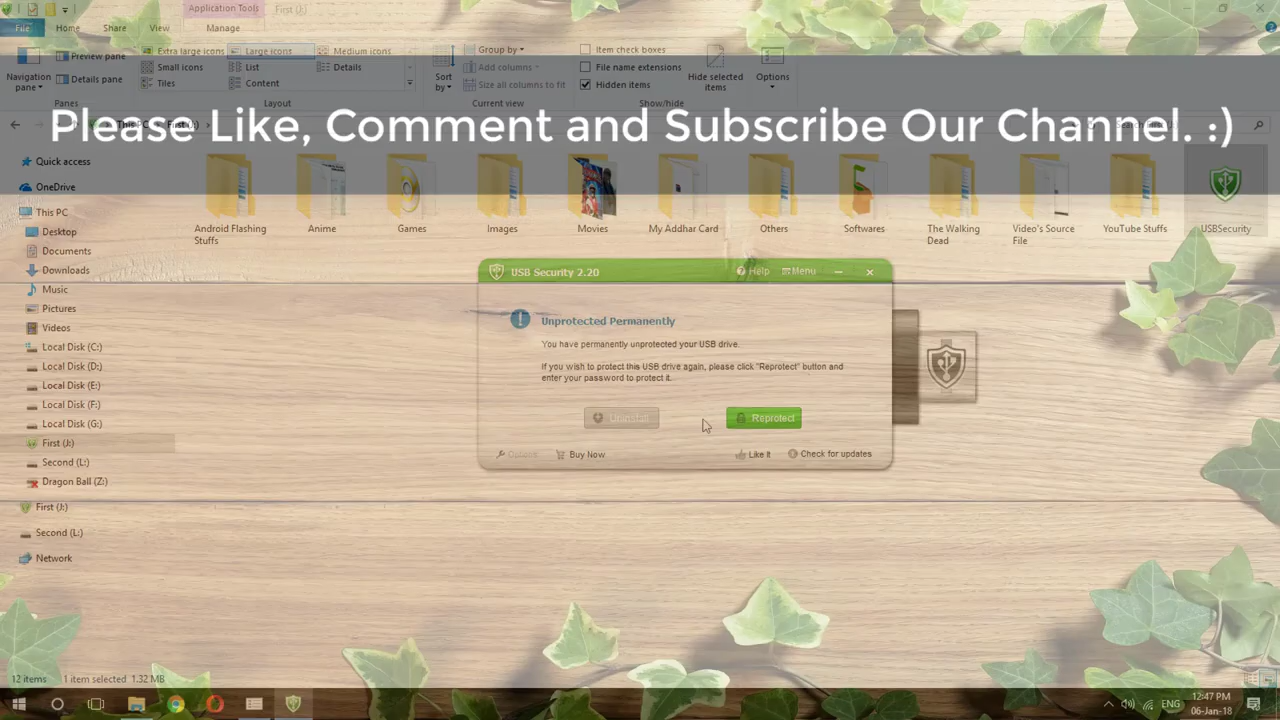 Application Tools
First (J:)
File
Home
Share
View
Manage
Navigation pane
Preview pane
Details pane
Panes
Extra large icons
Large icons
Medium icons
Small icons
List
Details
Tiles
Content
Layout
Sort by
Group by
Add columns
Size all columns to fit
Current view
Item check boxes
File name extensions
Hidden items
Hide selected items
Show/hide
Options
This PC
First (J:)
Please Like, Comment and Subscribe Our Channel. :)
Quick access
OneDrive
This PC
Desktop
Documents
Downloads
Music
Pictures
Videos
Local Disk (C:)
Local Disk (D:)
Local Disk (E:)
Local Disk (F:)
Local Disk (G:)
First (J:)
Second (L:)
Dragon Ball (Z:)
First (J:)
Second (L:)
Network
Android Flashing
Stuffs
Anime
Games
Images
Movies
My Addhar Card
Others
Softwares
The Walking
Dead
Video's Source
File
YouTube Stuffs
USBSecurity
USB Security 2.20
Help
Menu
Unprotected Permanently
You have permanently unprotected your USB drive.
If you wish to protect this USB drive again, please click "Reprotect" button and
enter your password to protect it.
Uninstall
Reprotect
Options
Buy Now
Like it
Check for updates
12 items
1 item selected 1.32 MB
ENG
12:47 PM
06-Jan-18